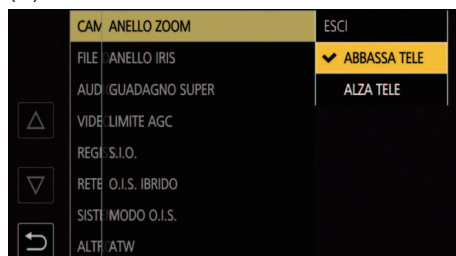 CAM ANELLO ZOOM ESCI
FILE ANELLO IRIS ABBASSA TELE
AUD GUADAGNO SUPER ALZA TELE
VIDE LIMITE AGC
REGI S.I.O.
RETE O.I.S. IBRIDO
SISTE MODO O.I.S.
ALTR ATW